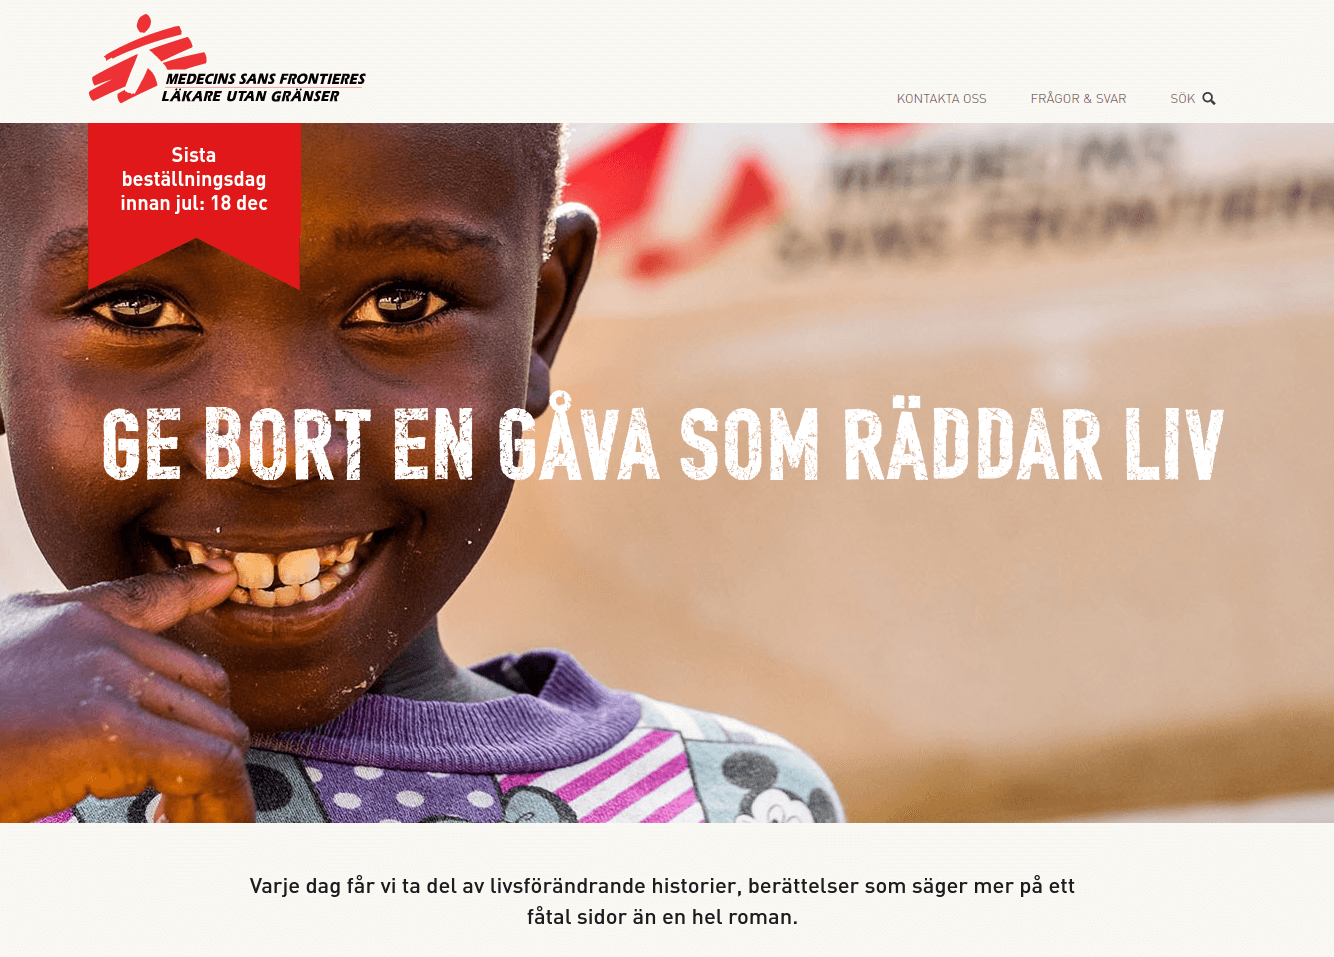 MEDECINS SANS FRONTIERES
LÄKARE UTAN GRÄNSER
KONTAKTA OSS
FRÅGOR & SVAR
SÖK
Sista
beställningsdag
innan jul: 18 dec
GE BORT EN GÅVA SOM RÄDDAR LIV
Varje dag får vi ta del av livsförändrande historier, berättelser som säger mer på ett
fåtal sidor än en hel roman.